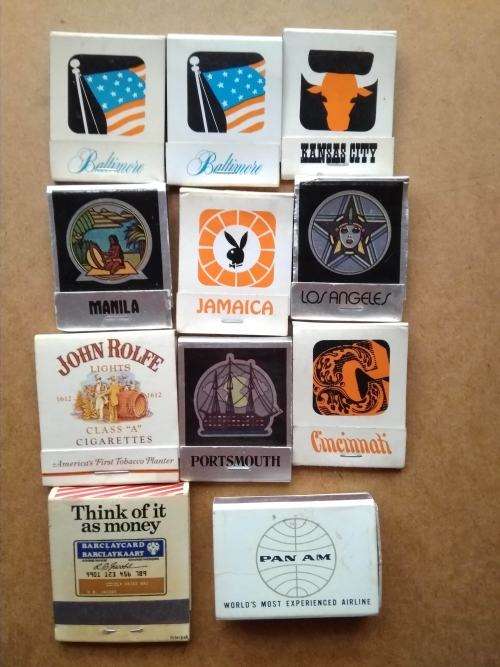 Baltimore
Baltimore
KANSAS CITY
MANILA
JAMAICA
LOS ANGELES
JOHN ROLFE
LIGHTS
1612 1612
CLASS "A"
CIGARETTES
America's First Tobacco Planter
PORTSMOUTH
Cincinnati
Think of it
as money
BARCLAYCARD
BARCLAYKAART
4901 123 456 789
PAN AM
WORLD'S MOST EXPERIENCED AIRLINE